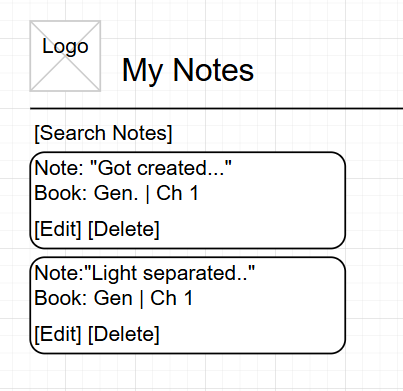 Logo
My Notes
[Search Notes]
Note: "Got created..."
Book: Gen. | Ch 1
[Edit] [Delete]
Note:"Light separated.."
Book: Gen | Ch 1
[Edit] [Delete]